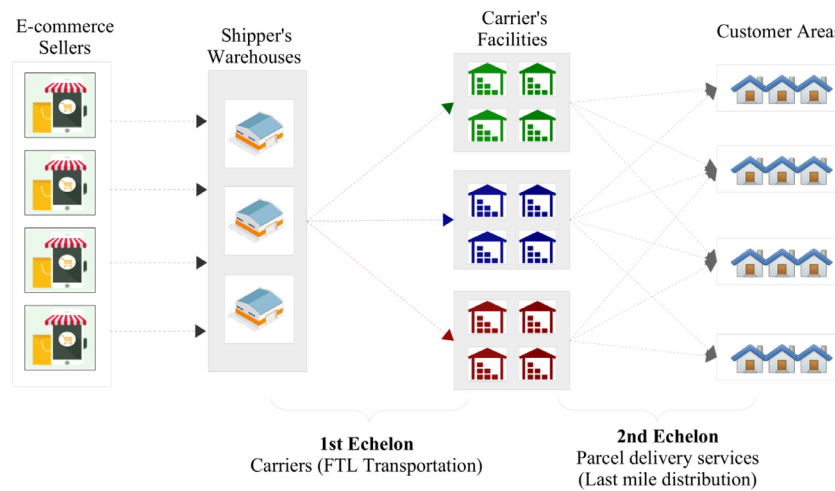 E-commerce
Sellers
Shipper's
Warehouses
Carrier's
Facilities
Customer Areas
1st Echelon
Carriers (FTL Transportation)
2nd Echelon
Parcel delivery services
(Last mile distribution)